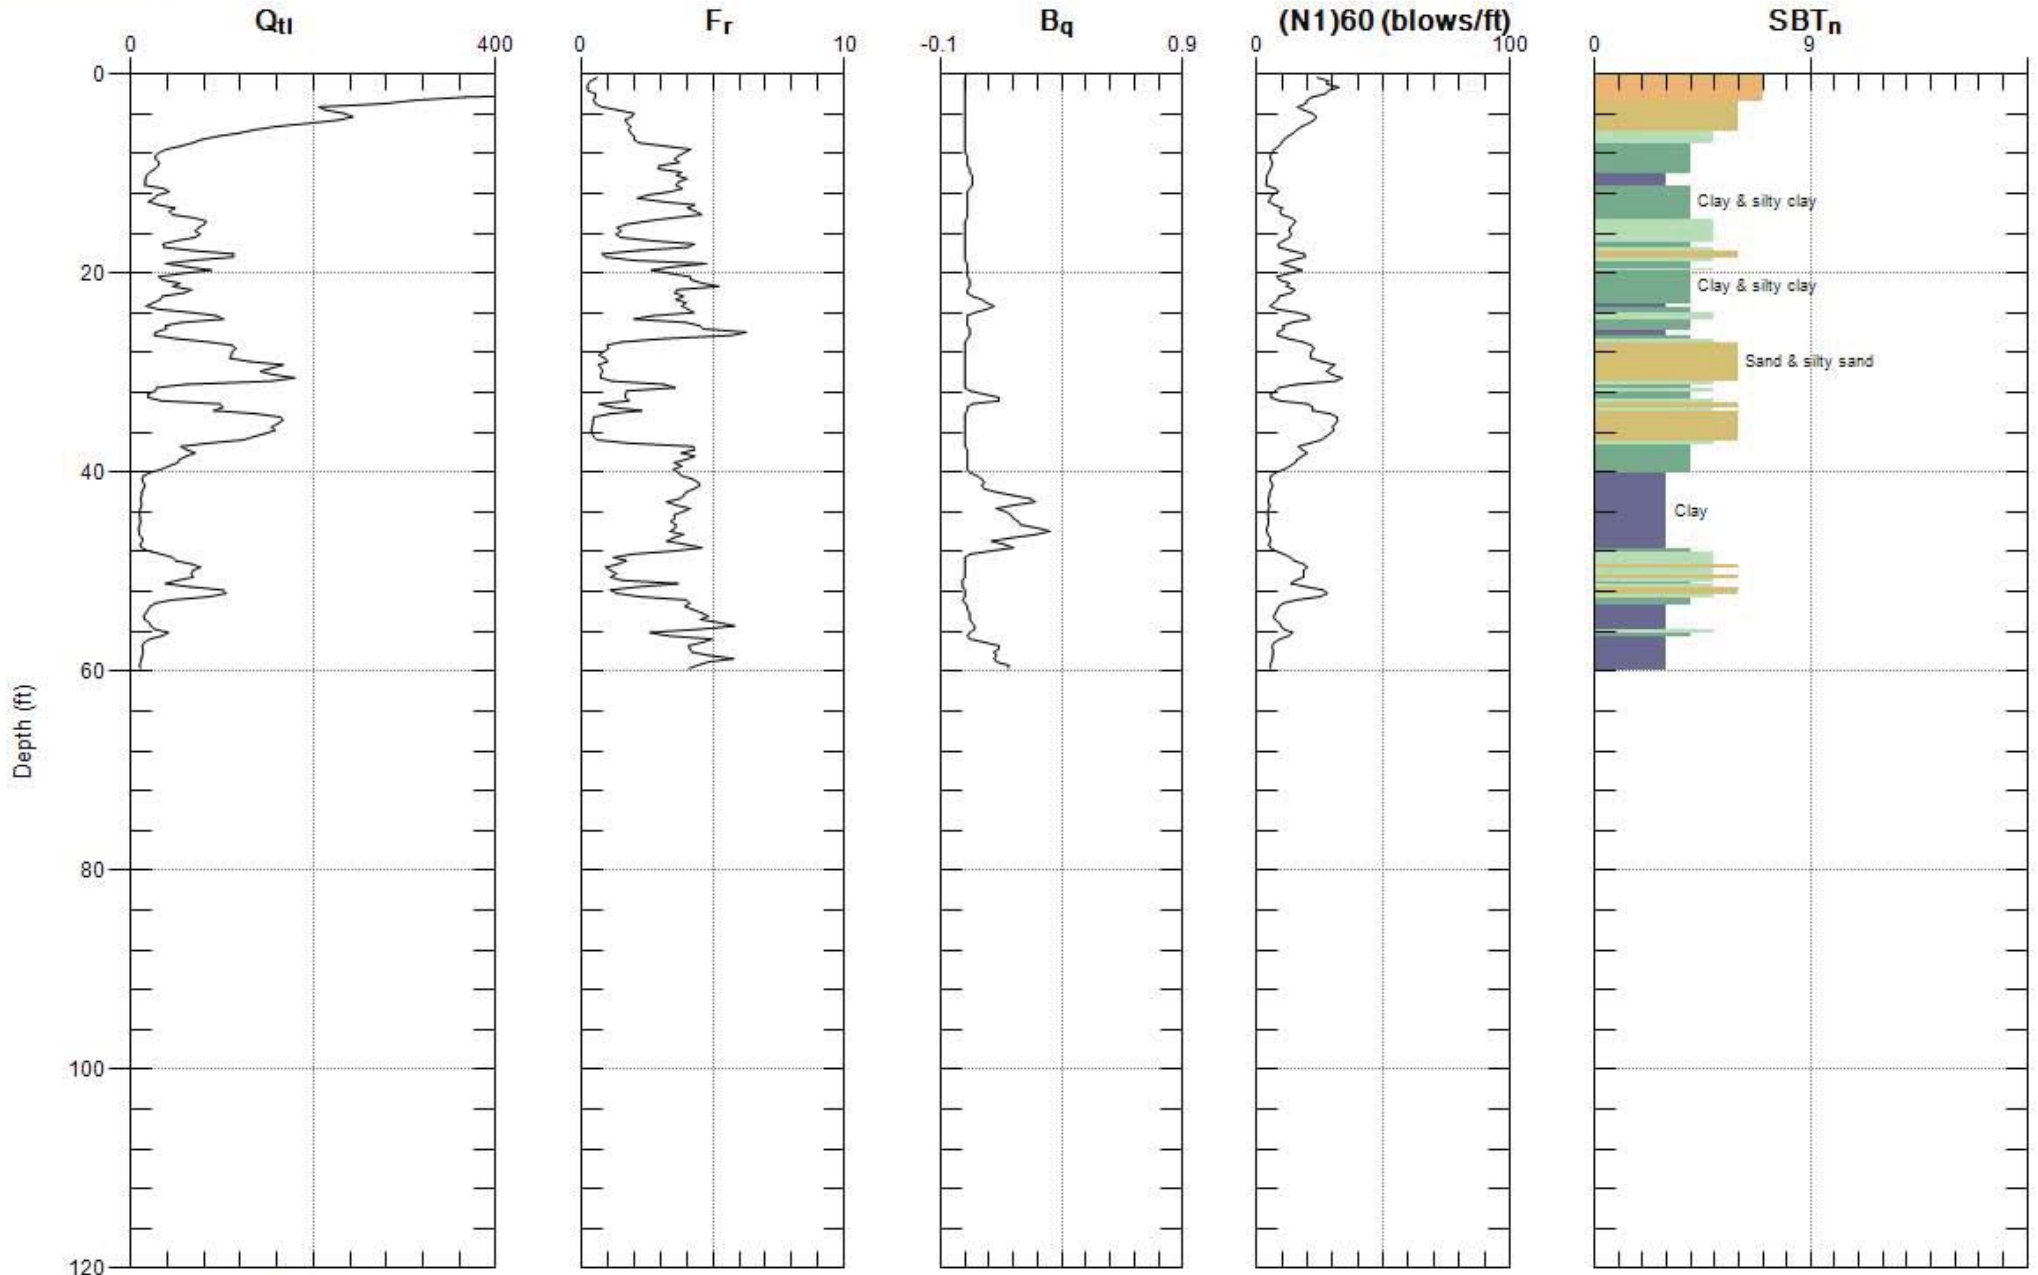 Qtl Fr Bq (N1)60 (blows/ft) SBTn
0 400 0 10 -0.1 0.9 0 100 0 9
0
Clay & silty clay
20
Clay & silty clay
Sand & silty sand
40
Clay
60
Depth (ft)
80
100
120